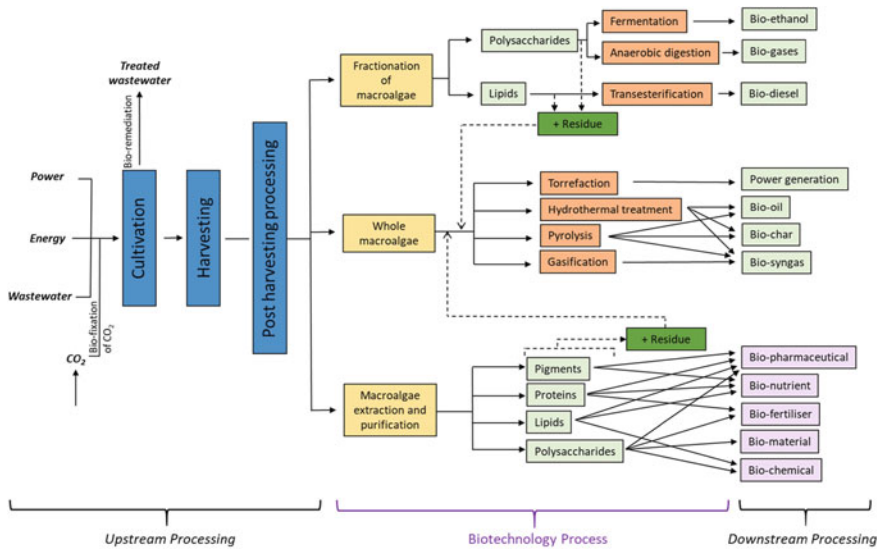 Treated
wastewater
Bio-remediation
Power
Energy
Wastewater
Bio-fixation
of CO₂
CO₂
Cultivation
Harvesting
Post harvesting processing
Fractionation
of
macroalgae
Polysaccharides
Lipids
Fermentation
Anaerobic digestion
Transesterification
Bio-ethanol
Bio-gases
Bio-diesel
+ Residue
Whole
macroalgae
Torrefaction
Hydrothermal treatment
Pyrolysis
Gasification
Power generation
Bio-oil
Bio-char
Bio-syngas
+ Residue
Macroalgae
extraction and
purification
Pigments
Proteins
Lipids
Polysaccharides
Bio-pharmaceutical
Bio-nutrient
Bio-fertiliser
Bio-material
Bio-chemical
Upstream Processing
Biotechnology Process
Downstream Processing